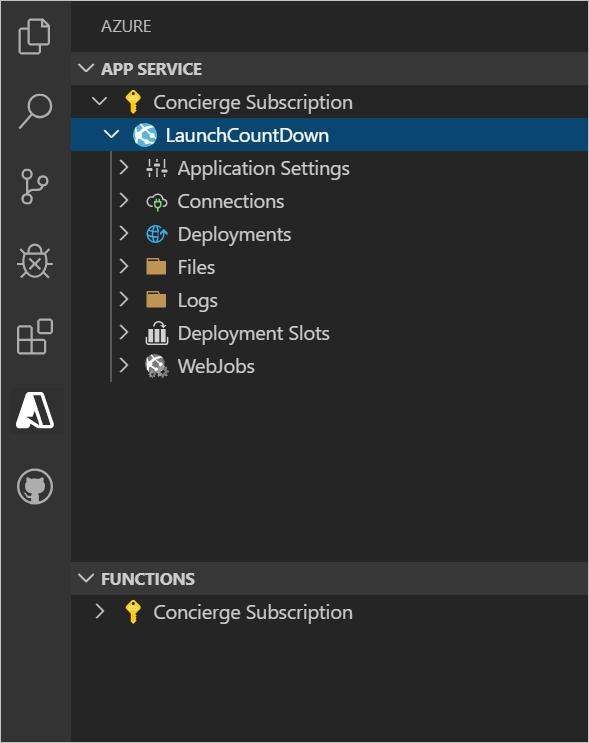 AZURE
APP SERVICE
Concierge Subscription
LaunchCountDown
Application Settings
Connections
Deployments
Files
Logs
Deployment Slots
WebJobs
FUNCTIONS
Concierge Subscription